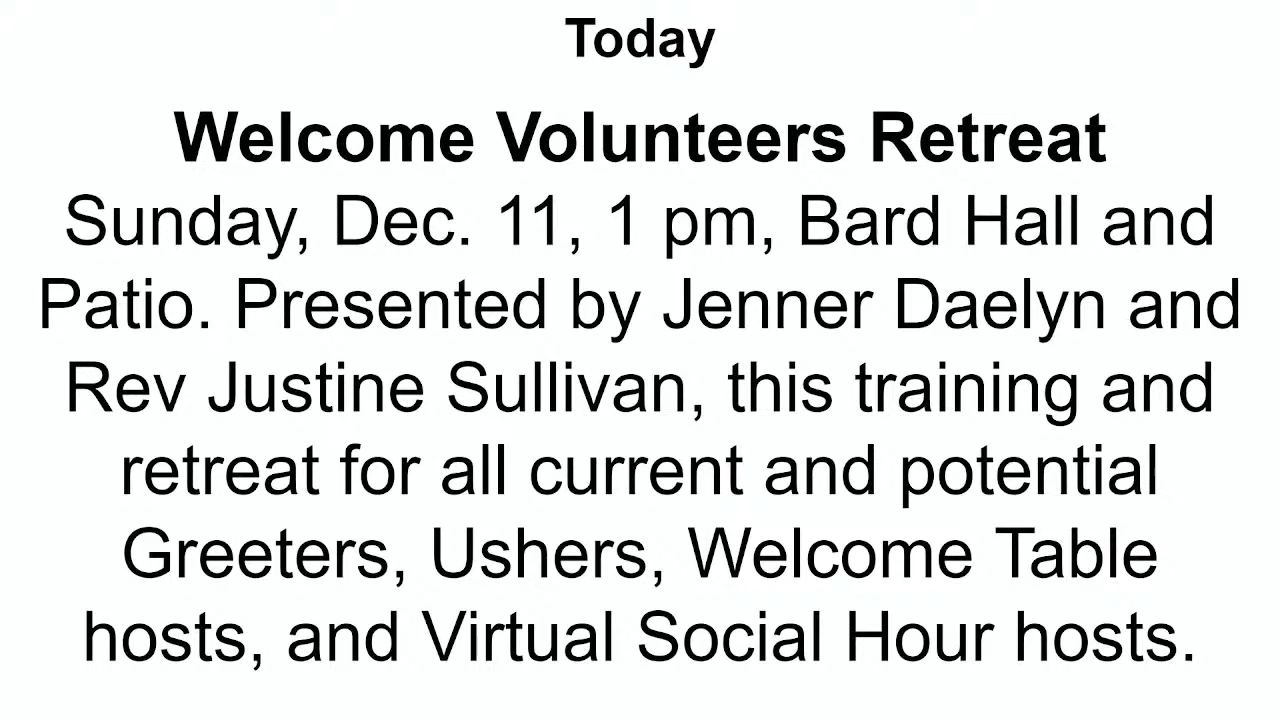 Today
Welcome Volunteers Retreat
Sunday, Dec. 11, 1 pm, Bard Hall and
Patio. Presented by Jenner Daelyn and
Rev Justine Sullivan, this training and
retreat for all current and potential
Greeters, Ushers, Welcome Table
hosts, and Virtual Social Hour hosts.